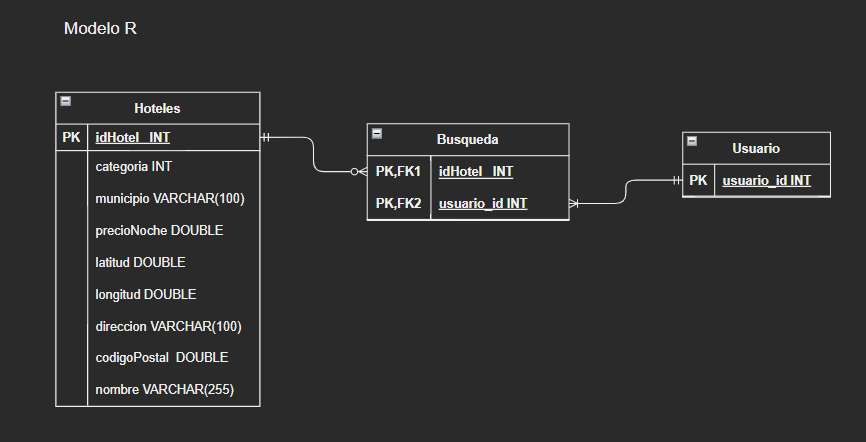 Modelo R
Hoteles
PK idHotel INT
categoria INT
municipio VARCHAR(100)
precioNoche DOUBLE
latitud DOUBLE
longitud DOUBLE
direccion VARCHAR(100)
codigoPostal DOUBLE
nombre VARCHAR(255)
Busqueda
PK,FK1 idHotel INT
PK,FK2 usuario_id INT
Usuario
PK usuario_id INT